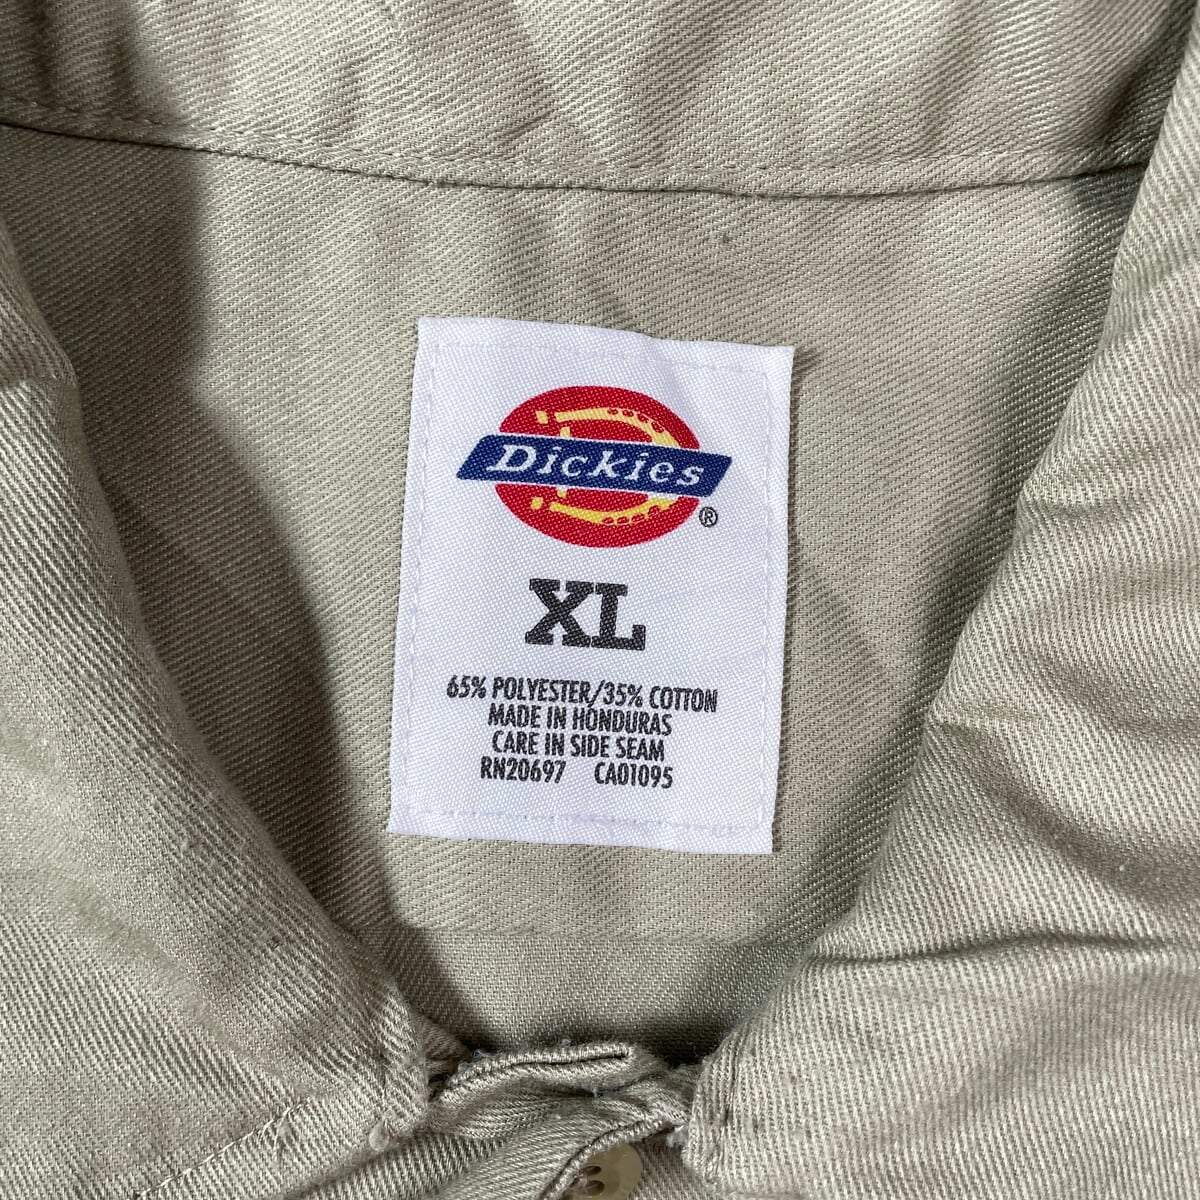 Dickies
®
XL
65% POLYESTER/35% COTTON
MADE IN HONDURAS
CARE IN SIDE SEAM
RN20697 CA01095